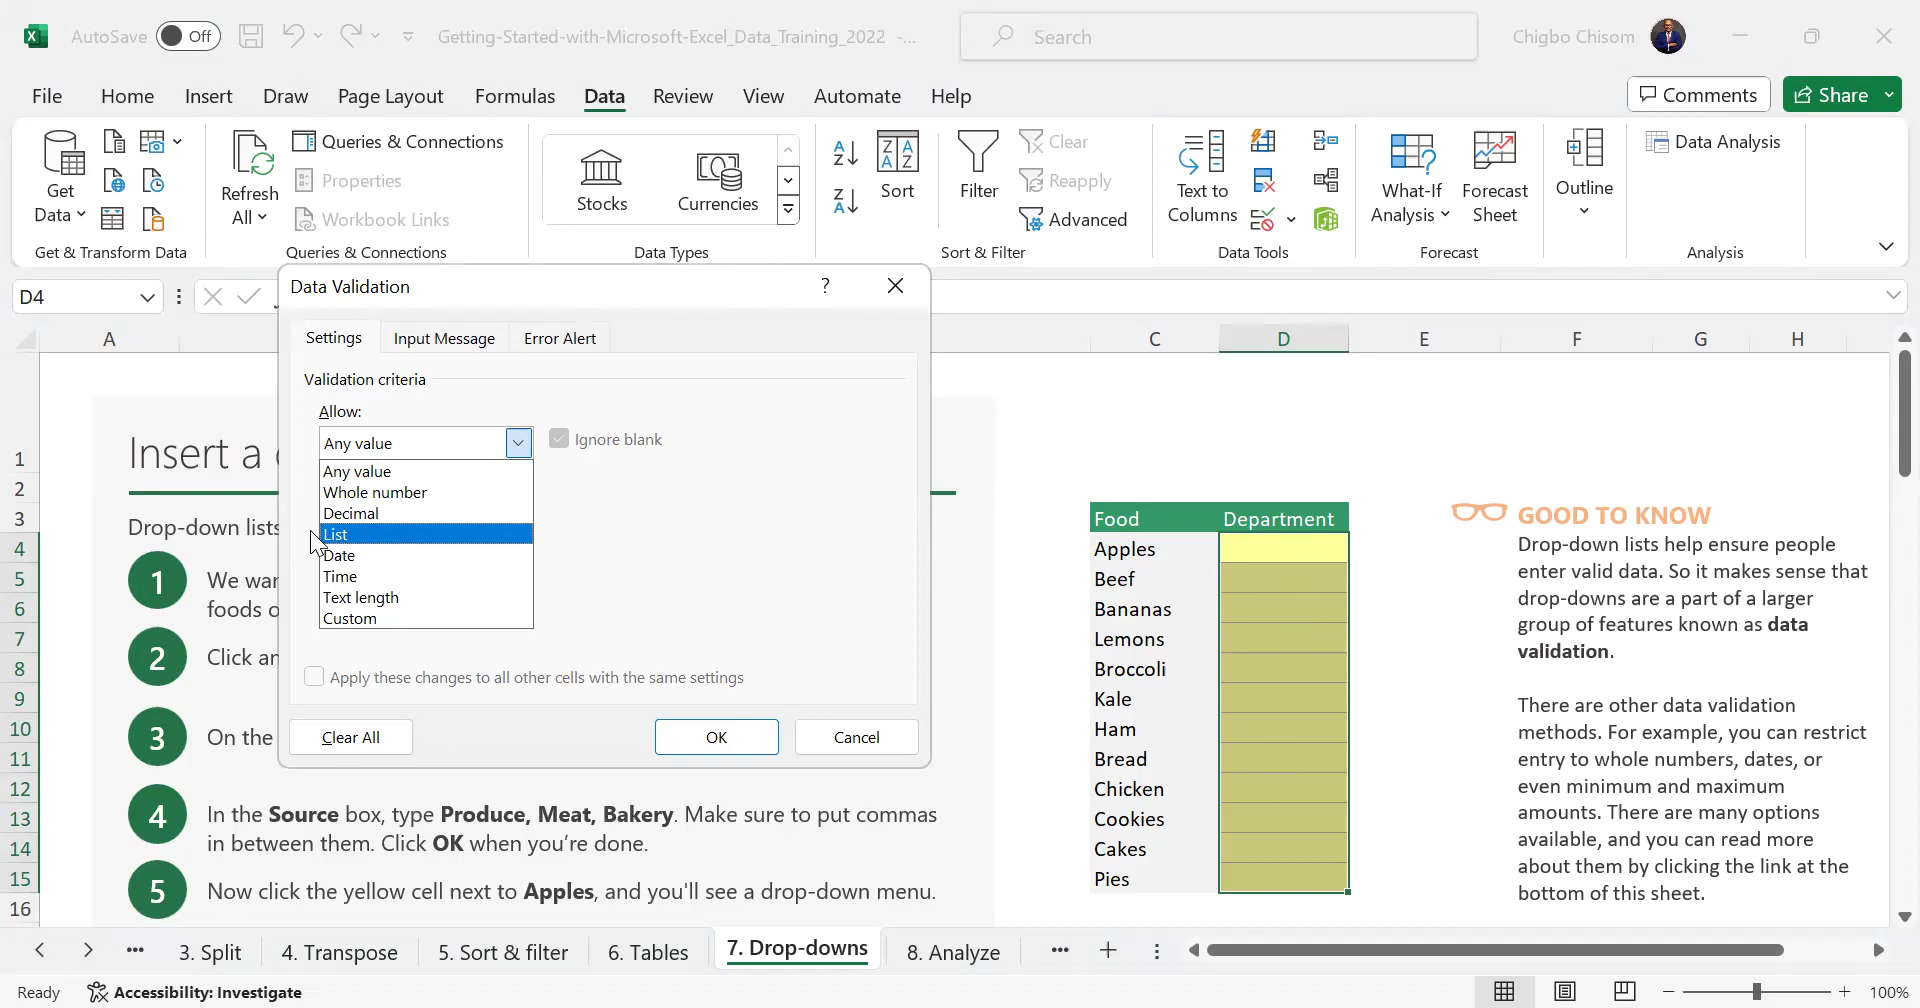 AutoSave Off Getting-Started-with-Microsoft-Excel_Data_Training_2022 -... Search Chigbo Chisom
File Home Insert Draw Page Layout Formulas Data Review View Automate Help Comments Share
Get Data
Refresh All
Queries & Connections
Properties
Workbook Links
Stocks
Currencies
Sort
Filter
Clear
Reapply
Advanced
Text to Columns
What-If Analysis
Forecast Sheet
Outline
Data Analysis
Get & Transform Data Queries & Connections Data Types Sort & Filter Data Tools Forecast Analysis
D4
Data Validation ?
Settings Input Message Error Alert
Validation criteria
Allow:
Any value Ignore blank
Any value
Whole number
Decimal
List
Date
Time
Text length
Custom
Apply these changes to all other cells with the same settings
Clear All OK Cancel
A C D E F G H
1
2
3
4
5
6
7
8
9
10
11
12
13
14
15
16
Insert a
Drop-down lists
1 We
foods
2 Click
3 On the
4 In the Source box, type Produce, Meat, Bakery. Make sure to put commas
in between them. Click OK when you’re done.
5 Now click the yellow cell next to Apples, and you'll see a drop-down menu.
Food Department
Apples
Beef
Bananas
Lemons
Broccoli
Kale
Ham
Bread
Chicken
Cookies
Cakes
Pies
GOOD TO KNOW
Drop-down lists help ensure people
enter valid data. So it makes sense that
drop-downs are a part of a larger
group of features known as data
validation.
There are other data validation
methods. For example, you can restrict
entry to whole numbers, dates, or
even minimum and maximum
amounts. There are many options
available, and you can read more
about them by clicking the link at the
bottom of this sheet.
... 3. Split 4. Transpose 5. Sort & filter 6. Tables 7. Drop-downs 8. Analyze ...
Ready Accessibility: Investigate 100%